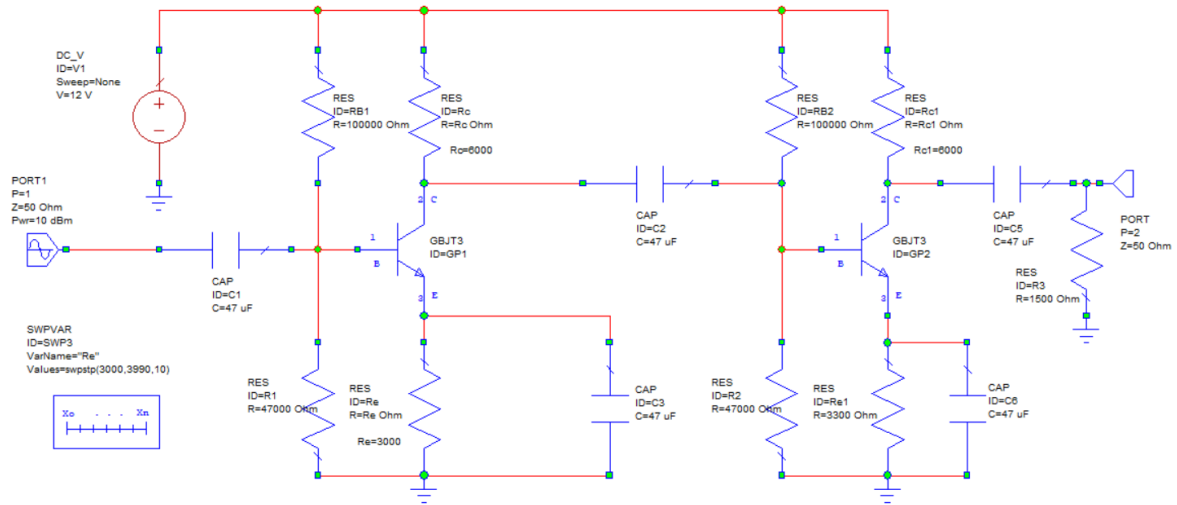 DC_V
ID=V1
Sweep=None
V=12 V
RES
ID=RB1
R=100000 Ohm
RES
ID=Rc
R=Rc Ohm
Rc=6000
RES
ID=RB2
R=100000 Ohm
RES
ID=Rc1
R=Rc1 Ohm
Rc1=6000
PORT1
P=1
Z=50 Ohm
Pwr=10 dBm
CAP
ID=C1
C=47 uF
1
B
2
C
3
E
GBJT3
ID=GP1
CAP
ID=C2
C=47 uF
1
B
2
C
3
E
GBJT3
ID=GP2
CAP
ID=C5
C=47 uF
PORT
P=2
Z=50 Ohm
RES
ID=R3
R=1500 Ohm
SWPVAR
ID=SWP3
VarName="Re"
Values=swpstp(3000,3990,10)
Xo . . . Xn
RES
ID=R1
R=47000 Ohm
RES
ID=Re
R=Re Ohm
Re=3000
CAP
ID=C3
C=47 uF
RES
ID=R2
R=47000 Ohm
RES
ID=Re1
R=3300 Ohm
CAP
ID=C6
C=47 uF